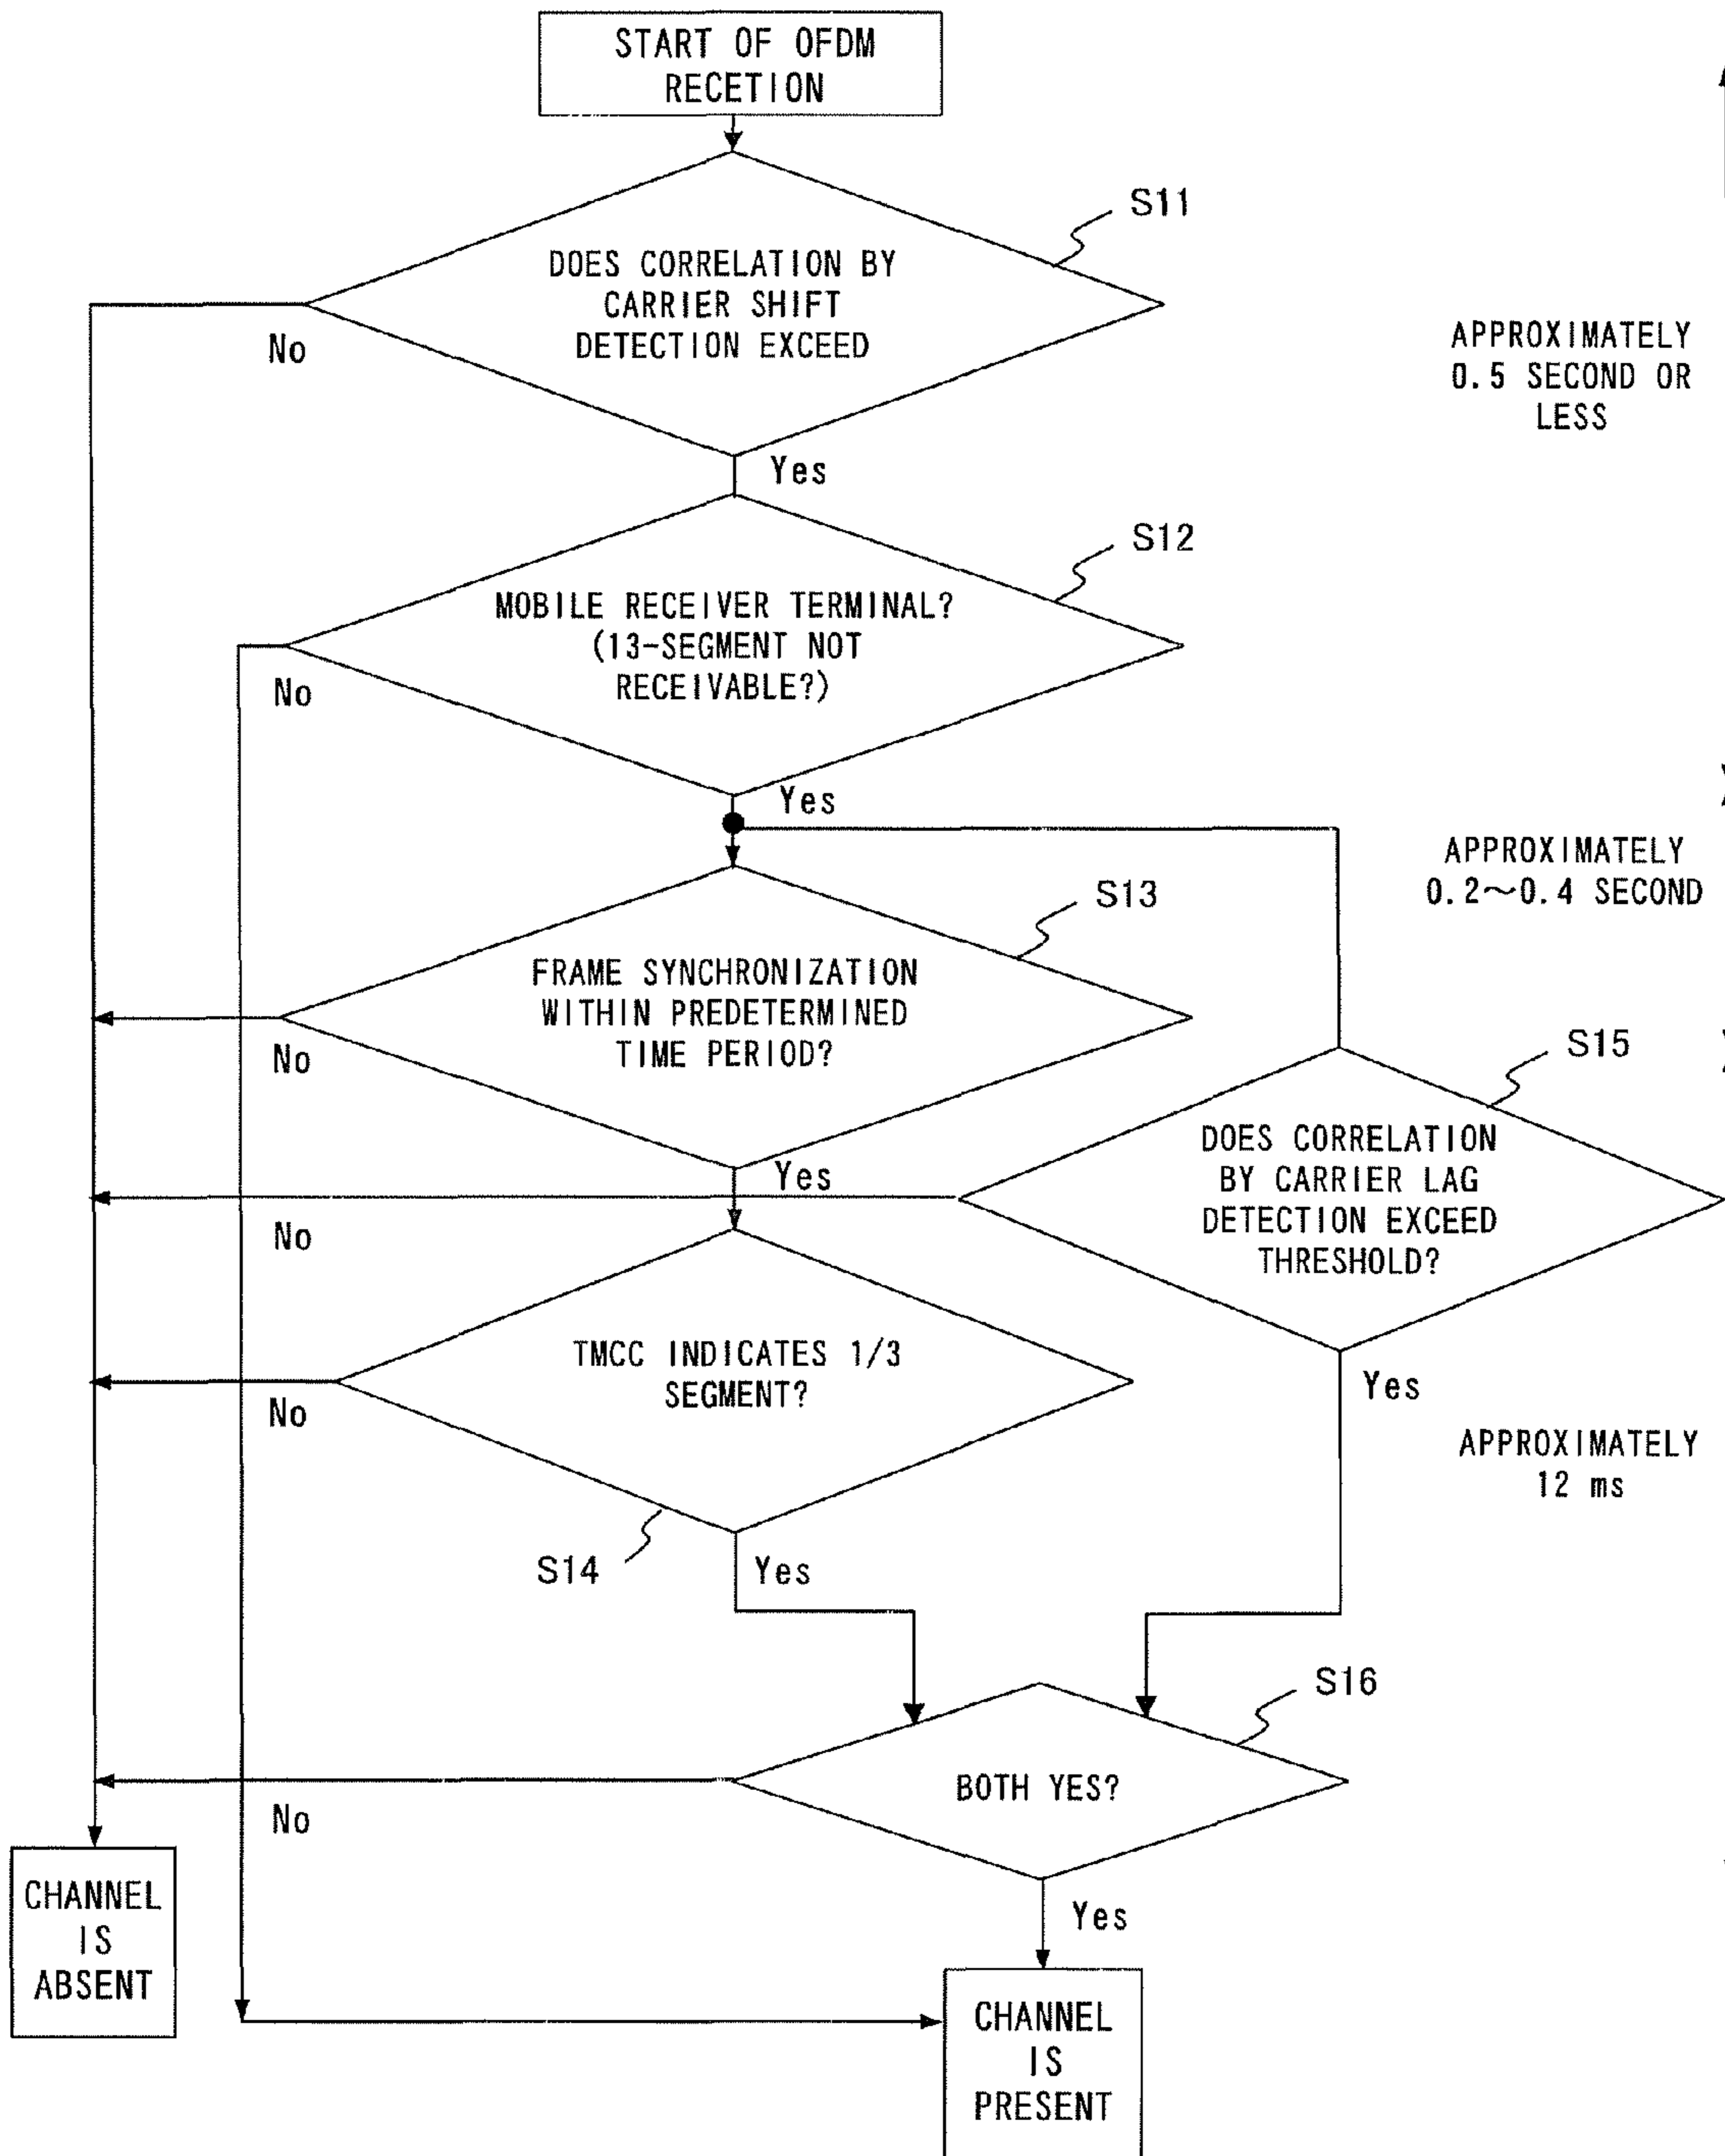 START OF OFDM
RECETION
S11
DOES CORRELATION BY
CARRIER SHIFT
DETECTION EXCEED
No
Yes
APPROXIMATELY
0.5 SECOND OR
LESS
S12
MOBILE RECEIVER TERMINAL?
(13-SEGMENT NOT
RECEIVABLE?)
No
Yes
APPROXIMATELY
0.2～0.4 SECOND
S13
FRAME SYNCHRONIZATION
WITHIN PREDETERMINED
TIME PERIOD?
No
Yes
S15
DOES CORRELATION
BY CARRIER LAG
DETECTION EXCEED
THRESHOLD?
No
Yes
TMCC INDICATES 1/3
SEGMENT?
No
S14
Yes
APPROXIMATELY
12 ms
S16
BOTH YES?
No
Yes
CHANNEL
IS
ABSENT
CHANNEL
IS
PRESENT